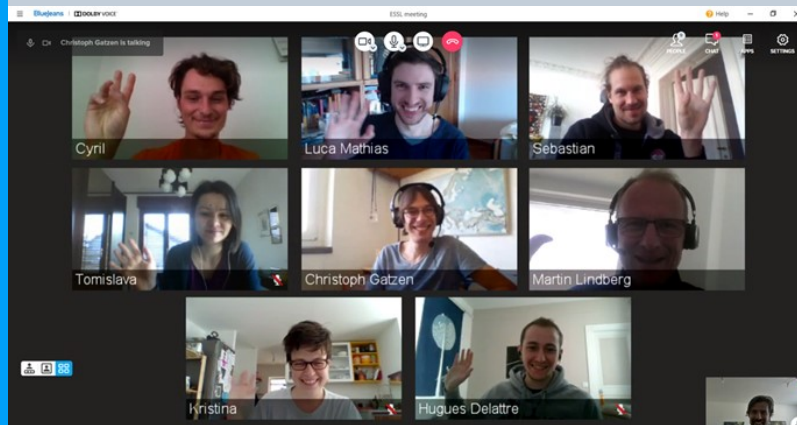 Bluejeans | DOLBY VOICE
ESSL meeting
Help
Christoph Gatzen is talking
PEOPLE
CHAT
APPS
SETTINGS
Cyril
Luca Mathias
Sebastian
Tomislava
Christoph Gatzen
Martin Lindberg
Kristina
Hugues Delattre